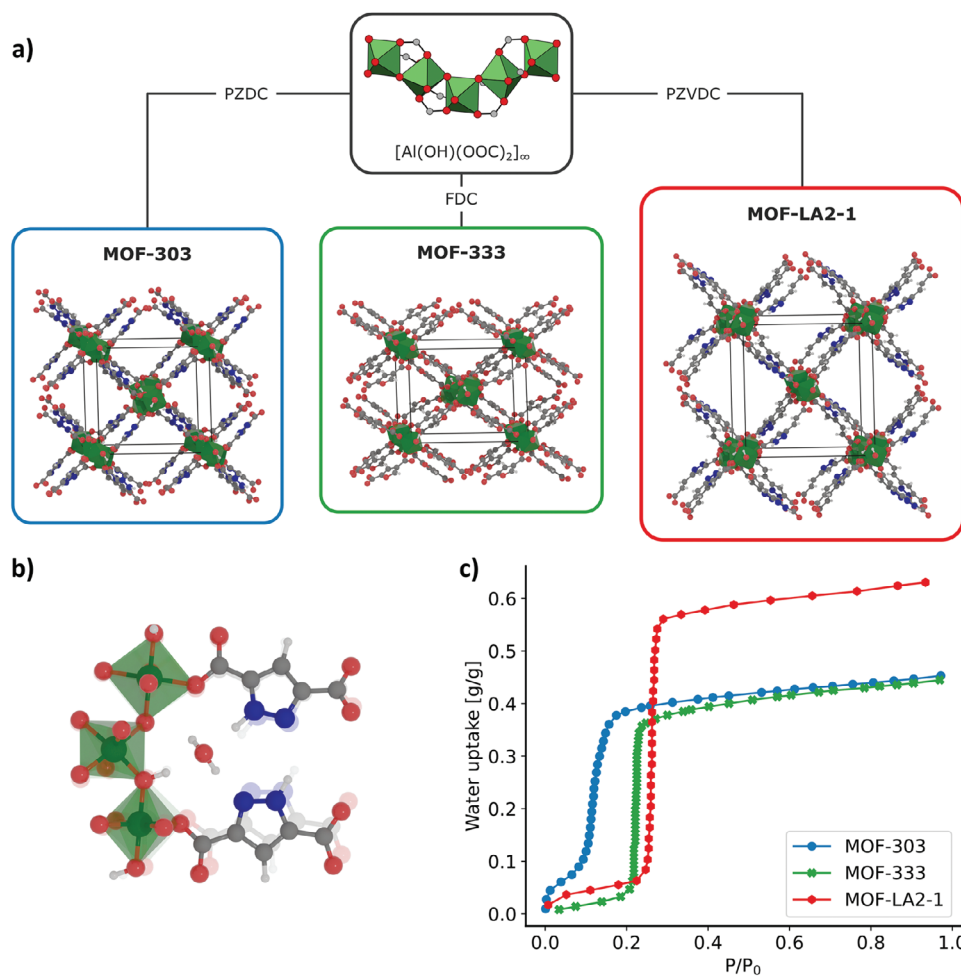 a)
PZDC
PZVDC
[Al(OH)(OOC)₂]∞
FDC
MOF-303
MOF-333
MOF-LA2-1
b)
c)
Water uptake [g/g]
0.6
0.5
0.4
0.3
0.2
0.1
0.0
MOF-303
MOF-333
MOF-LA2-1
0.0 0.2 0.4 0.6 0.8 1.0
P/P₀